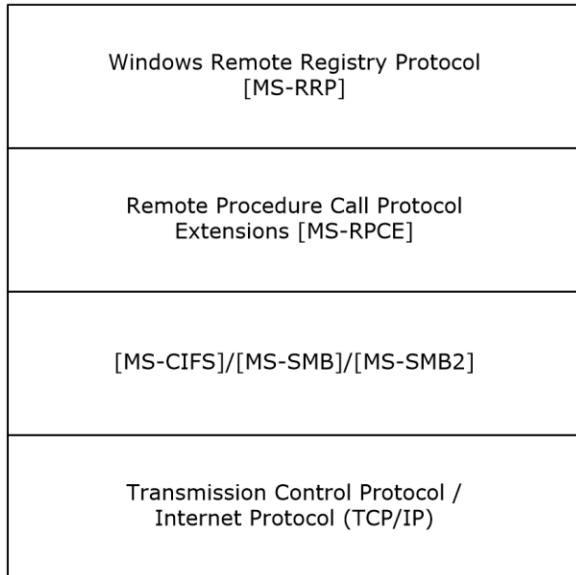 Windows Remote Registry Protocol
[MS-RRP]
Remote Procedure Call Protocol
Extensions [MS-RPCE]
[MS-CIFS]/[MS-SMB]/[MS-SMB2]
Transmission Control Protocol /
Internet Protocol (TCP/IP)